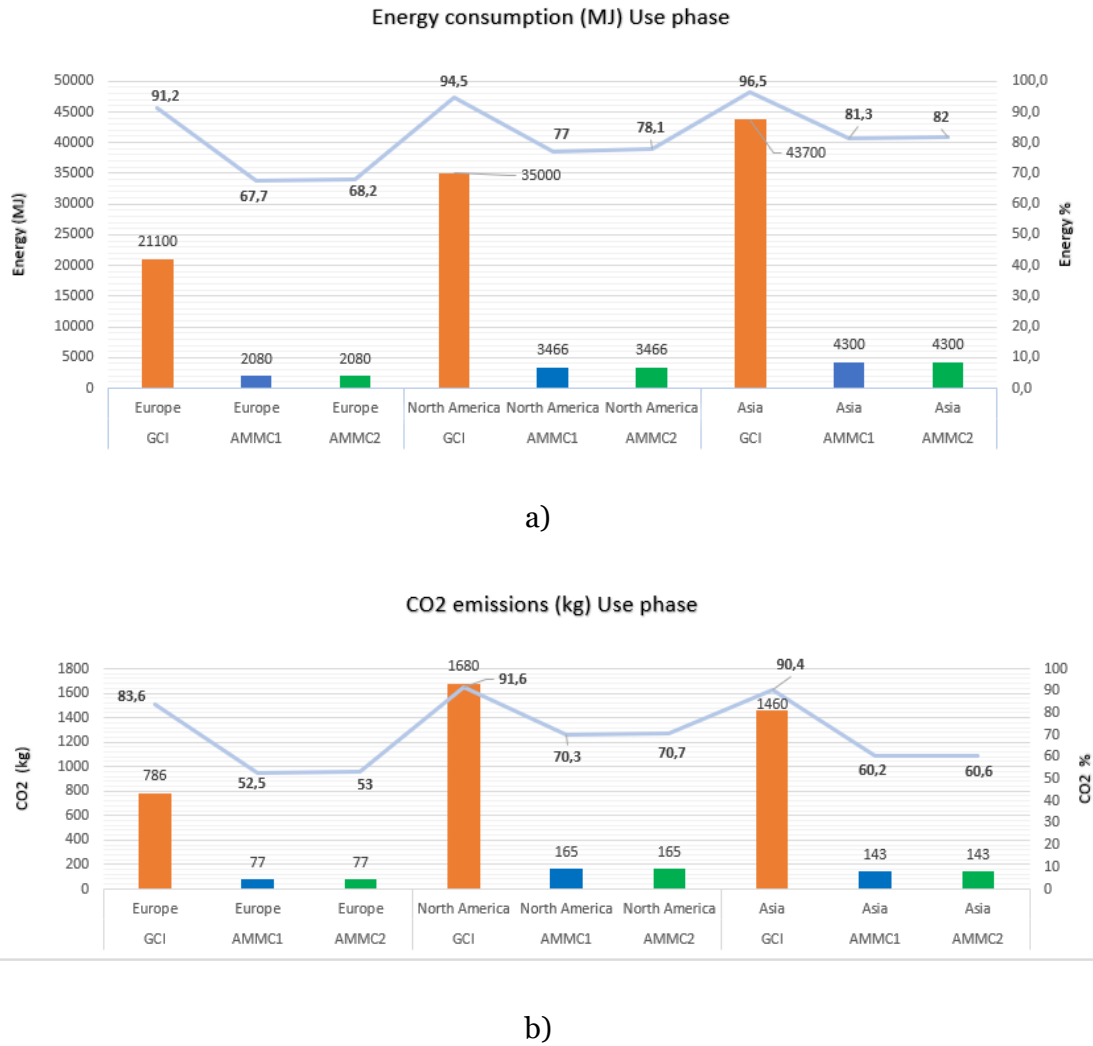 Energy consumption (MJ) Use phase
50000 45000 40000 35000 30000 25000 20000 15000 10000 5000 0
Energy (MJ)
100,0 90,0 80,0 70,0 60,0 50,0 40,0 30,0 20,0 10,0 0,0
Energy %
91,2 67,7 68,2 94,5 77 78,1 96,5 81,3 82
21100 2080 2080 35000 3466 3466 43700 4300 4300
Europe Europe Europe North America North America North America Asia Asia Asia
GCI AMMC1 AMMC2 GCI AMMC1 AMMC2 GCI AMMC1 AMMC2
a)
CO2 emissions (kg) Use phase
1800 1600 1400 1200 1000 800 600 400 200 0
CO2 (kg)
100 90 80 70 60 50 40 30 20 10 0
CO2 %
83,6 52,5 53 91,6 70,3 70,7 90,4 60,2 60,6
786 77 77 1680 165 165 1460 143 143
Europe Europe Europe North America North America North America Asia Asia Asia
GCI AMMC1 AMMC2 GCI AMMC1 AMMC2 GCI AMMC1 AMMC2
b)